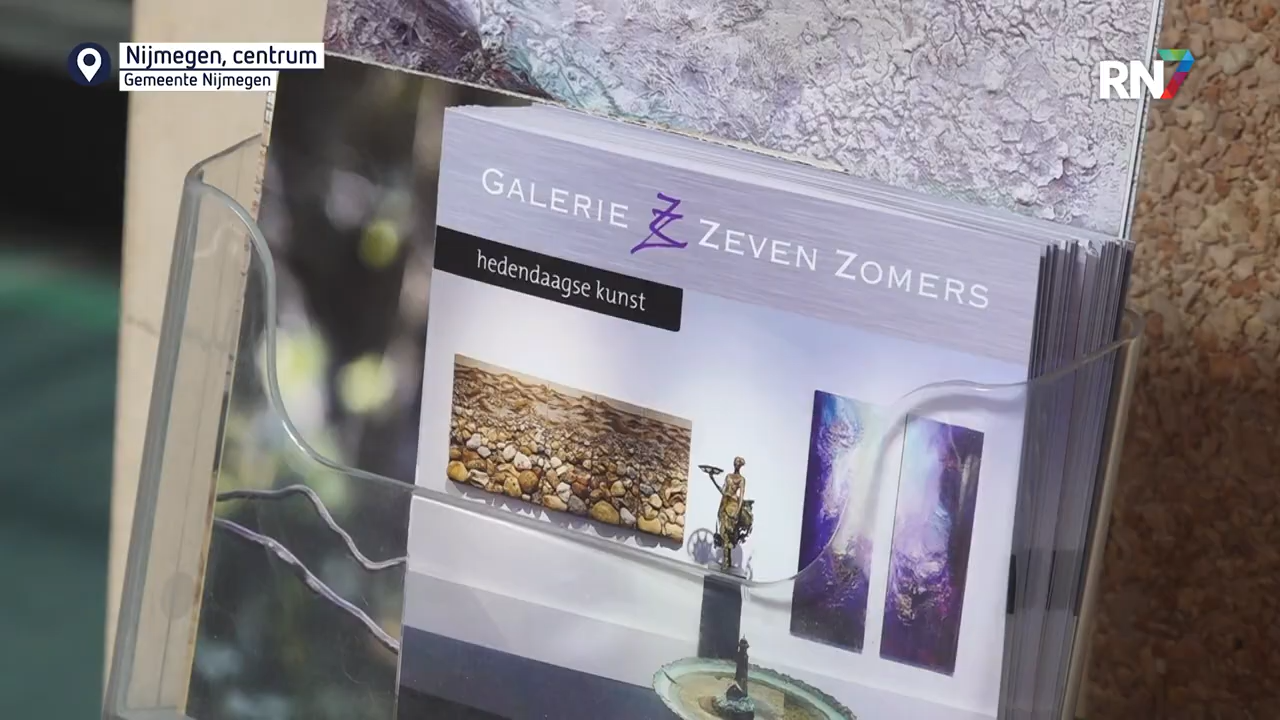 Nijmegen, centrum
Gemeente Nijmegen
RN7
GALERIE ZZ ZEVEN ZOMERS
hedendaagse kunst